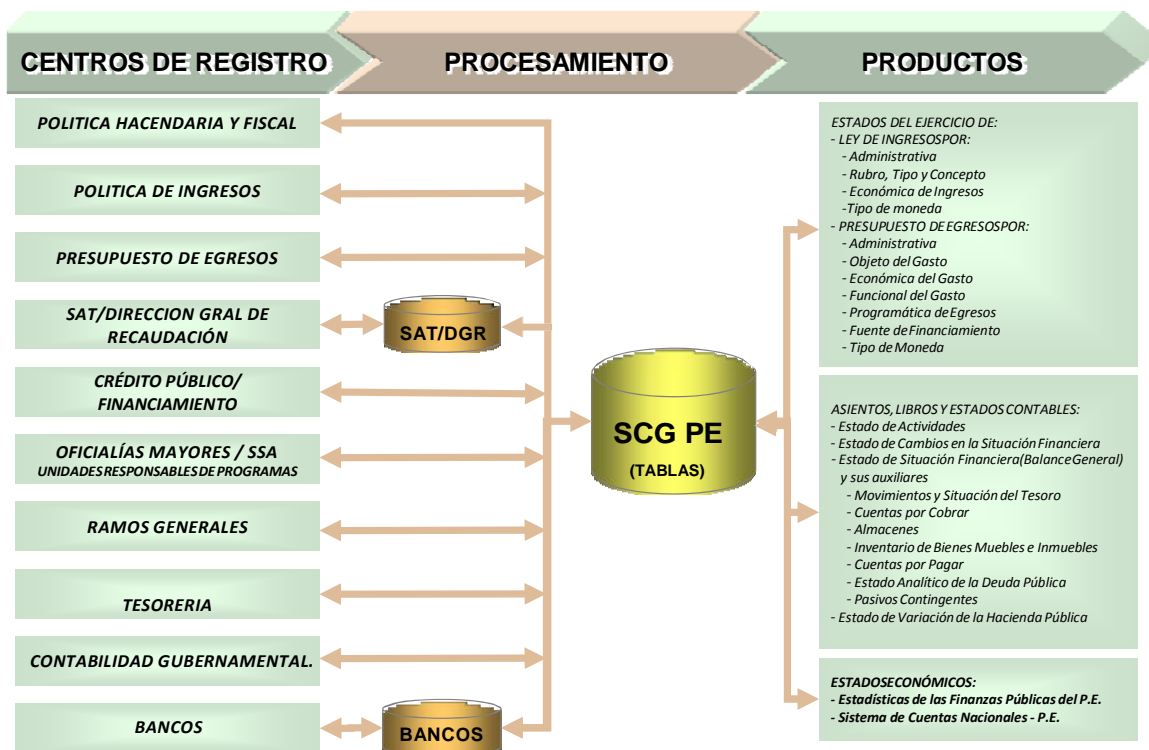 CENTROS DE REGISTRO
PROCESAMIENTO
PRODUCTOS
POLITICA HACENDARIA Y FISCAL
POLITICA DE INGRESOS
PRESUPUESTO DE EGRESOS
SAT/DIRECCION GRAL DE
RECAUDACIÓN
CRÉDITO PÚBLICO/
FINANCIAMIENTO
OFICIALÍAS MAYORES / SSA
UNIDADES RESPONSABLES DE PROGRAMAS
RAMOS GENERALES
TESORERIA
CONTABILIDAD GUBERNAMENTAL.
BANCOS
SAT/DGR
BANCOS
SCG PE
(TABLAS)
ESTADOS DEL EJERCICIO DE:
- LEY DE INGRESOSPOR:
- Administrativa
- Rubro, Tipo y Concepto
- Económica de Ingresos
-Tipo de moneda
- PRESUPUESTO DE EGRESOSPOR:
- Administrativa
- Objeto del Gasto
- Económica del Gasto
- Funcional del Gasto
- Programática de Egresos
- Fuente de Financiamiento
- Tipo de Moneda
ASIENTOS, LIBROS Y ESTADOS CONTABLES:
- Estado de Actividades
- Estado de Cambios en la Situación Financiera
- Estado de Situación Financiera(Balance General)
y sus auxiliares
- Movimientos y Situación del Tesoro
- Cuentas por Cobrar
- Almacenes
- Inventario de Bienes Muebles e Inmuebles
- Cuentas por Pagar
- Estado Analítico de la Deuda Pública
- Pasivos Contingentes
- Estado de Variación de la Hacienda Pública
ESTADOSECONÓMICOS:
- Estadísticas de las Finanzas Públicas del P.E.
- Sistema de Cuentas Nacionales - P.E.